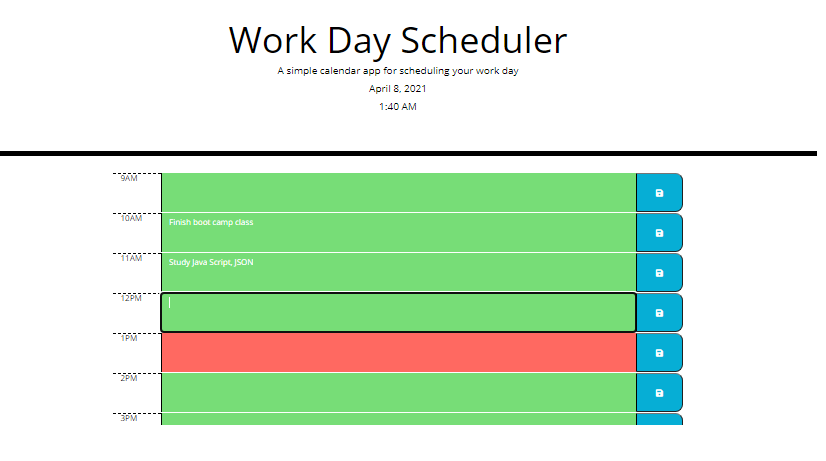 Work Day Scheduler
A simple calendar app for scheduling your work day
April 8, 2021
1:40 AM
9AM
10AM Finish boot camp class
11AM Study Java Script, JSON
12PM
1PM
2PM
3PM